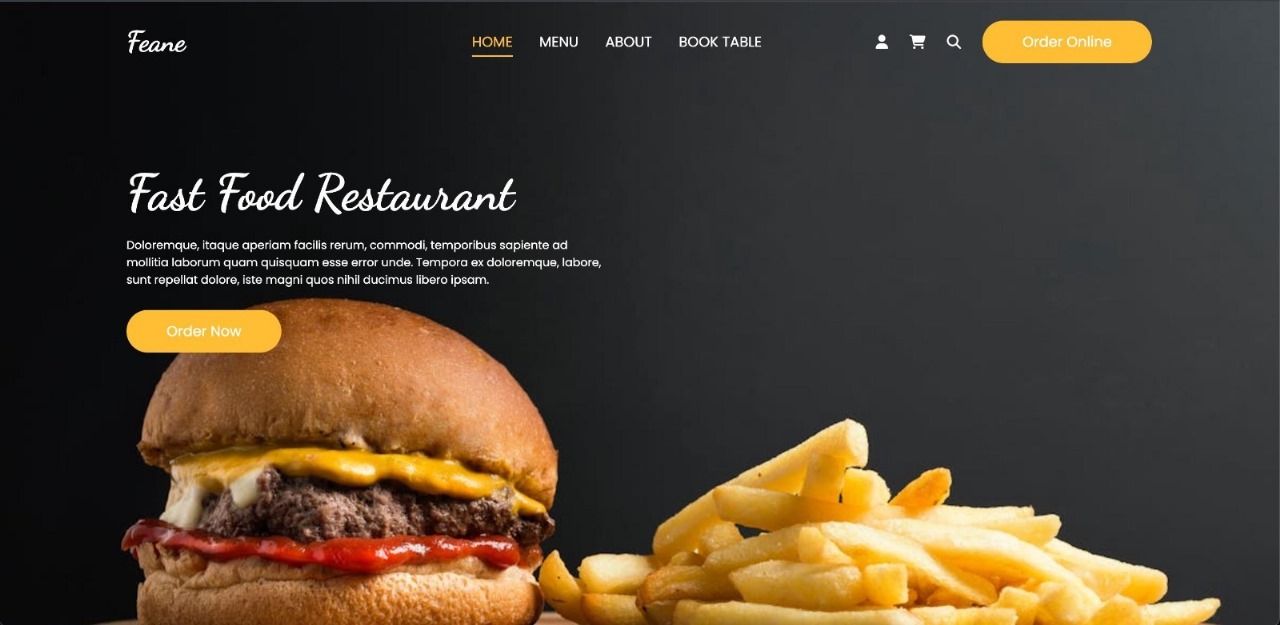 Feane
HOME MENU ABOUT BOOK TABLE
Order Online
Fast Food Restaurant
Doloremque, itaque aperiam facilis rerum, commodi, temporibus sapiente ad
mollitia laborum quam quisquam esse error unde. Tempora ex doloremque, labore,
sunt repellat dolore, iste magni quos nihil ducimus libero ipsam.
Order Now